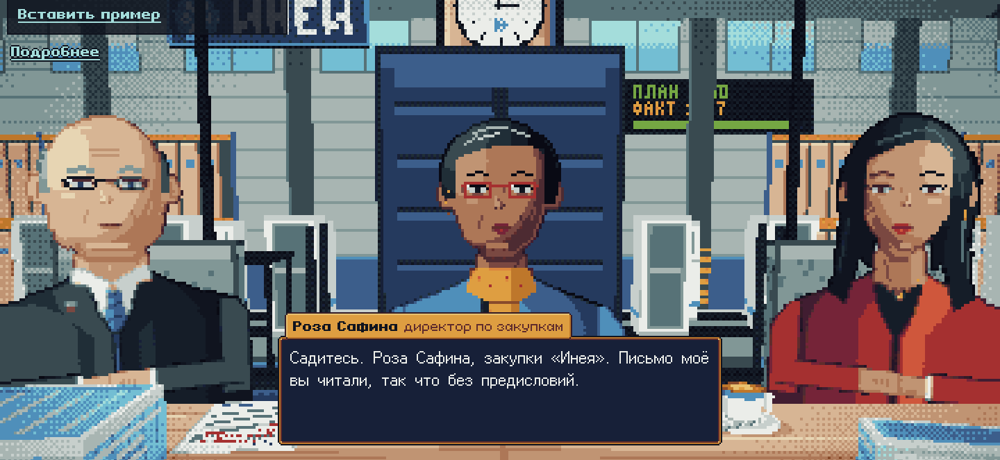 Вставить пример
Подробнее
ПЛАН
ФАКТ
Роза Сафина директор по закупкам
Садитесь. Роза Сафина, закупки «Инея». Письмо моё
вы читали, так что без предисловий.